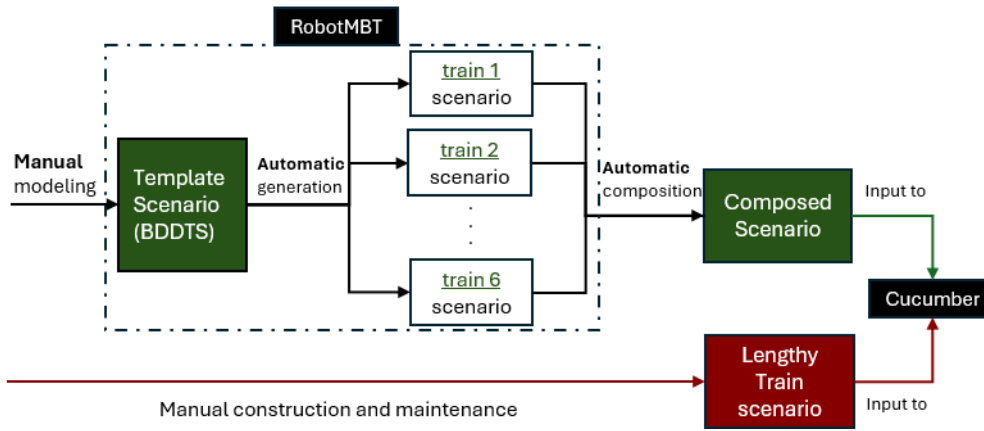 RobotMBT
train 1
scenario
Manual
modeling
Template
Scenario
(BDDTS)
Automatic
generation
train 2
scenario
.
.
.
train 6
scenario
Automatic
composition
Composed
Scenario
Input to
Cucumber
Manual construction and maintenance
Lengthy
Train
scenario
Input to